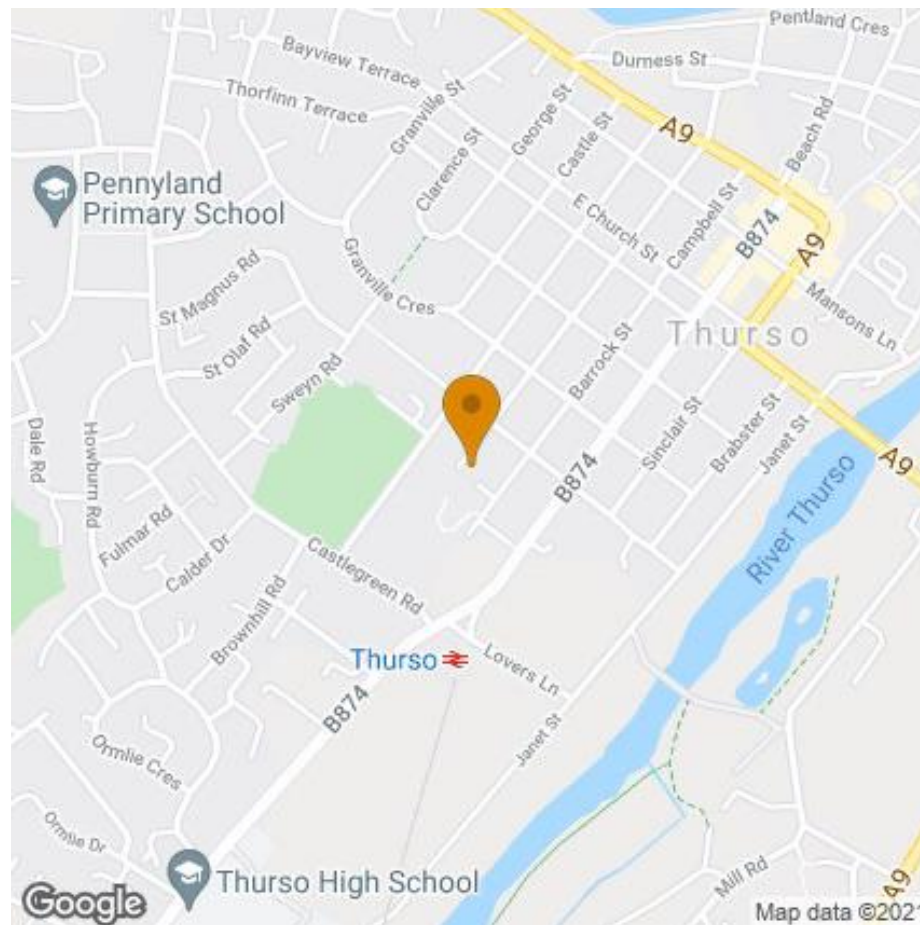 Pentland Cres
Durness St
Bayview Terrace
Thorfinn Terrace
Granville St
George St
Castle St
Clarence St
A9
Beach Rd
Pennyland
Primary School
E Church St
Campbell St
B874
A9
St Magnus Rd
Granville Cres
Mansons Ln
St Olaf Rd
Thurso
Sweyn Rd
Barrock St
Dale Rd
Howburn Rd
Sinclair St
Brabster St
Janet St
A9
B874
River Thurso
Fulmar Rd
Calder Dr
Castlegreen Rd
Brownhill Rd
Thurso
Lovers Ln
B874
Janet St
Ormlie Cres
Ormlie Dr
Thurso High School
Mill Rd
A9
Google
Map data ©2021